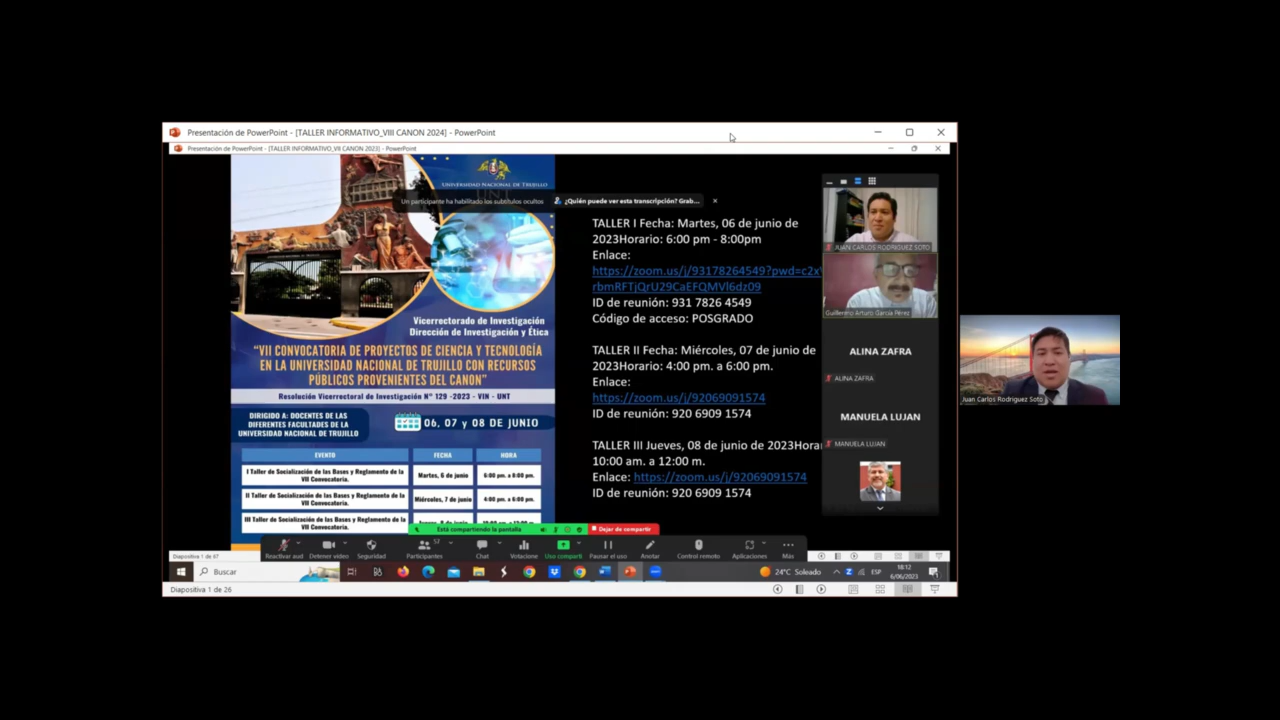 Presentación de PowerPoint - [TALLER INFORMATIVO_VIII CANON 2024] - PowerPoint
Presentación de PowerPoint - [TALLER INFORMATIVO_VII CANON 2023] - PowerPoint
UNIVERSIDAD NACIONAL DE TRUJILLO
UNT
Un participante ha habilitado los subtítulos ocultos
¿Quién puede ver esta transcripción? Grab...
Vicerrectorado de Investigación
Dirección de Investigación y Ética
“VII CONVOCATORIA DE PROYECTOS DE CIENCIA Y TECNOLOGÍA
EN LA UNIVERSIDAD NACIONAL DE TRUJILLO CON RECURSOS
PÚBLICOS PROVENIENTES DEL CANON”
Resolución Vicerrectoral de Investigación N° 129 -2023 - VIN - UNT
DIRIGIDO A: DOCENTES DE LAS
DIFERENTES FACULTADES DE LA
UNIVERSIDAD NACIONAL DE TRUJILLO
06, 07 y 08 DE JUNIO
EVENTO FECHA HORA
I Taller de Socialización de las Bases y Reglamento de la
VII Convocatoria.
Martes, 6 de junio
6:00 pm. a 8:00 pm.
II Taller de Socialización de las Bases y Reglamento de la
VII Convocatoria.
Miércoles, 7 de junio
4:00 pm. a 6:00 pm.
III Taller de Socialización de las Bases y Reglamento de la
VII Convocatoria.
TALLER I Fecha: Martes, 06 de junio de
2023Horario: 6:00 pm - 8:00pm
Enlace:
https://zoom.us/j/93178264549?pwd=c2x
rbmRFTjQrU29CaEFQMVl6dz09
ID de reunión: 931 7826 4549
Código de acceso: POSGRADO
TALLER II Fecha: Miércoles, 07 de junio de
2023Horario: 4:00 pm. a 6:00 pm.
Enlace:
https://zoom.us/j/92069091574
ID de reunión: 920 6909 1574
TALLER III Jueves, 08 de junio de 2023Horar
10:00 am. a 12:00 m.
Enlace: https://zoom.us/j/92069091574
ID de reunión: 920 6909 1574
JUAN CARLOS RODRIGUEZ SOTO
Guillermo Arturo García Pérez
ALINA ZAFRA
ALINA ZAFRA
MANUELA LUJAN
MANUELA LUJAN
Juan Carlos Rodriguez Soto
Está compartiendo la pantalla
Dejar de compartir
Reactivar aud
Detener video
Seguridad
Participantes
57
Chat
Votacione
Uso comparti
Pausar el uso
Anotar
Control remoto
Aplicaciones
Más
Diapositiva 1 de 37
Buscar
24°C Soleado
ESP
18:12
6/06/2023
Diapositiva 1 de 26